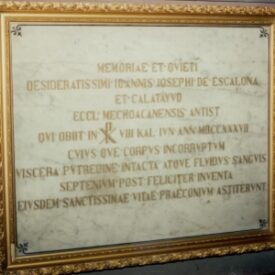 MEMORIAE ET QVIETI
DESIDERATISSIMI IOANNIS IOSEPHI DE ESCALONA
ET CALATAYVD
ECCL: MECHOACANENSIS ANTIST
QVI OBIIT IN ☧ VIII KAL IVN ANN MDCCXXXVII
CVIVS QVE CORPVS INCORRVPTVM
VISCERA PVTREDINE INTACTA ATQVE FLVIDVS SANGVIS
SEPTENIVM POST FELICITER INVENTA
EIVSDEM SANCTISSIMAE VITAE PRAECONIVM ASTITERVNT